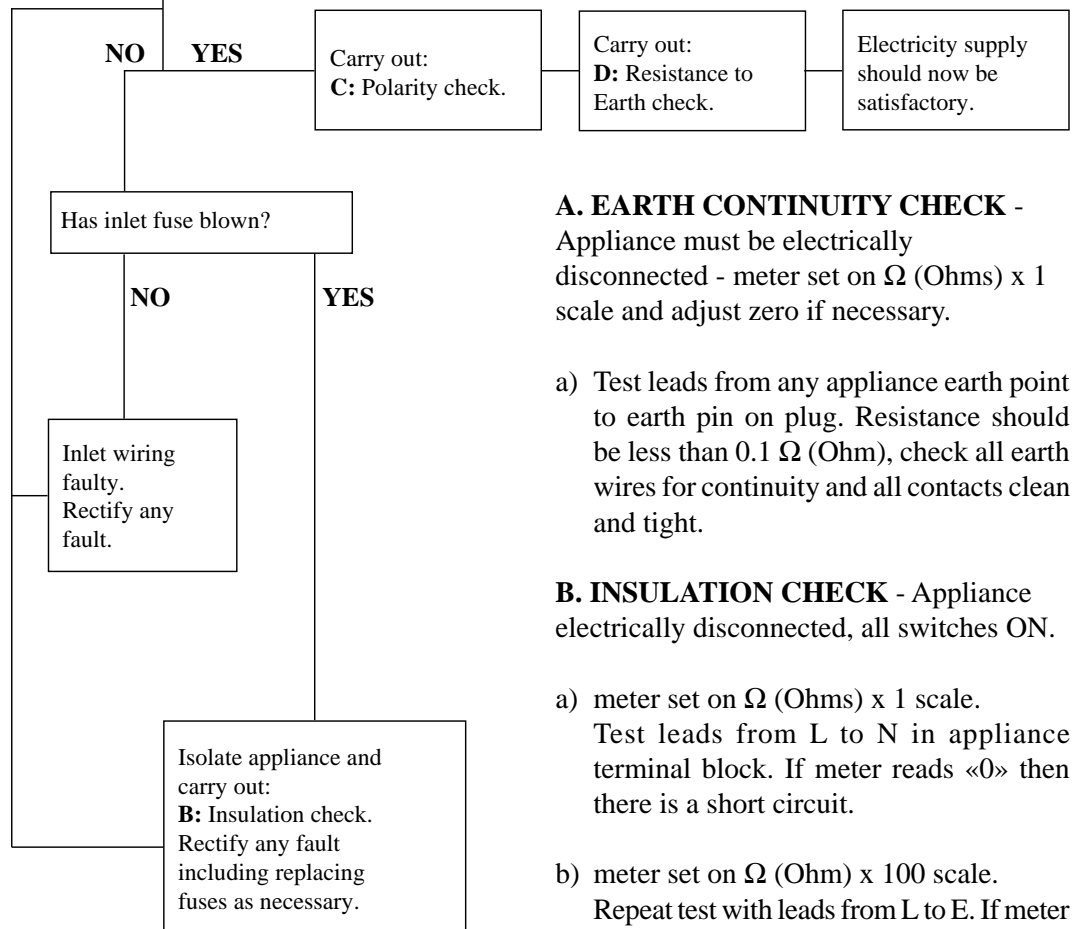 NO YES
Carry out:
C: Polarity check.
Carry out:
D: Resistance to
Earth check.
Electricity supply
should now be
satisfactory.
Has inlet fuse blown?
NO
YES
Inlet wiring
faulty.
Rectify any
fault.
Isolate appliance and
carry out:
B: Insulation check.
Rectify any fault
including replacing
fuses as necessary.
A. EARTH CONTINUITY CHECK -
Appliance must be electrically
disconnected - meter set on Ω (Ohms) x 1
scale and adjust zero if necessary.
a) Test leads from any appliance earth point
to earth pin on plug. Resistance should
be less than 0.1 Ω (Ohm), check all earth
wires for continuity and all contacts clean
and tight.
B. INSULATION CHECK - Appliance
electrically disconnected, all switches ON.
a) meter set on Ω (Ohms) x 1 scale.
Test leads from L to N in appliance
terminal block. If meter reads «0» then
there is a short circuit.
b) meter set on Ω (Ohm) x 100 scale.
Repeat test with leads from L to E. If meter